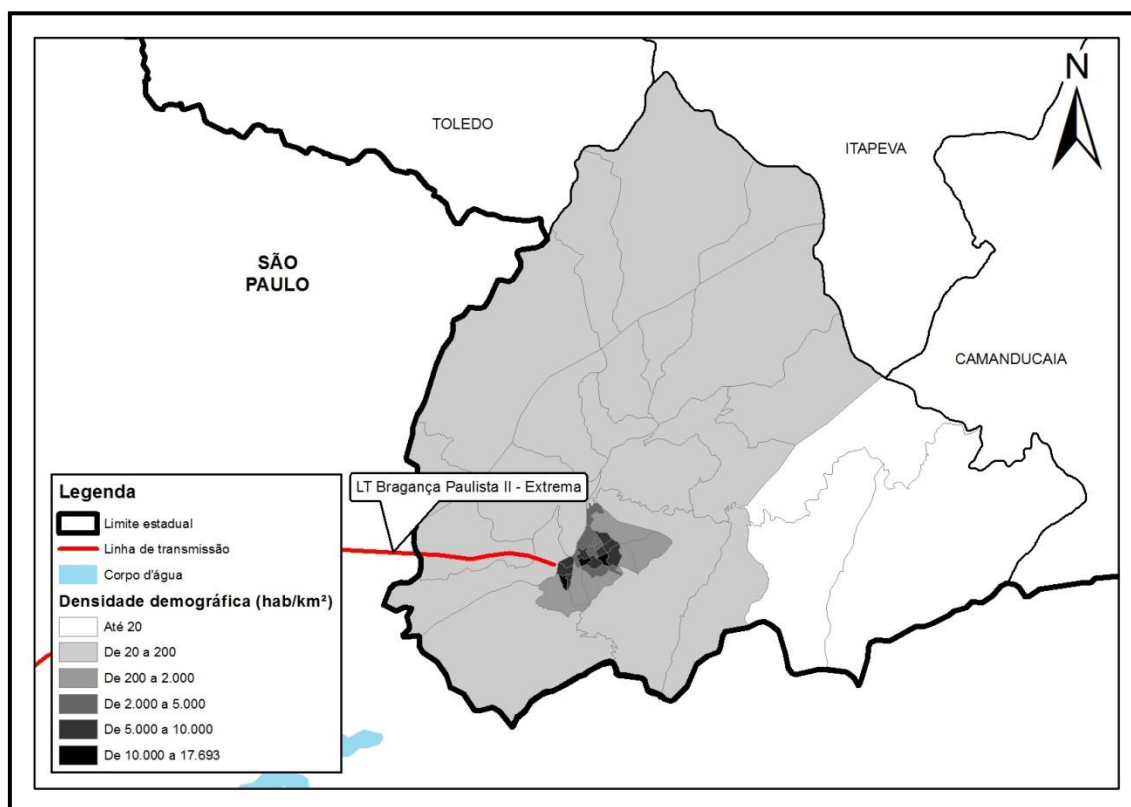 N
TOLEDO
ITAPEVA
SÃO
PAULO
CAMANDUCAIA
LT Bragança Paulista II - Extrema
Legenda
Limite estadual
Linha de transmissão
Corpo d'água
Densidade demográfica (hab/km²)
Até 20
De 20 a 200
De 200 a 2.000
De 2.000 a 5.000
De 5.000 a 10.000
De 10.000 a 17.693